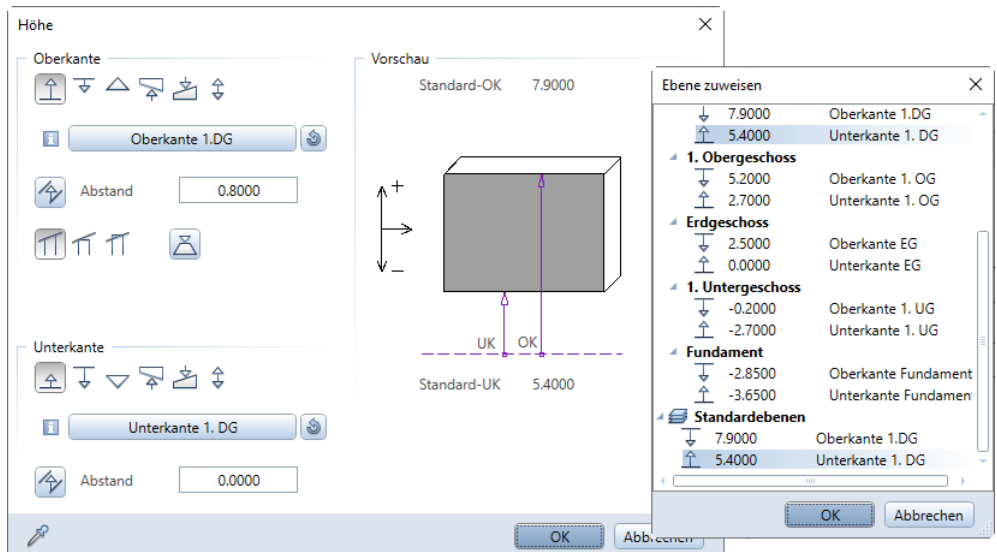 Höhe
Oberkante
Oberkante 1.DG
Abstand 0.8000
Unterkante
Unterkante 1. DG
Abstand 0.0000
Vorschau
Standard-OK 7.9000
+
−
UK OK
Standard-UK 5.4000
OK Abbrechen
Ebene zuweisen
7.9000 Oberkante 1.DG
5.4000 Unterkante 1. DG
1. Obergeschoss
5.2000 Oberkante 1. OG
2.7000 Unterkante 1. OG
Erdgeschoss
2.5000 Oberkante EG
0.0000 Unterkante EG
1. Untergeschoss
-0.2000 Oberkante 1. UG
-2.7000 Unterkante 1. UG
Fundament
-2.8500 Oberkante Fundament
-3.6500 Unterkante Fundamen
Standardebenen
7.9000 Oberkante 1.DG
5.4000 Unterkante 1. DG
OK Abbrechen